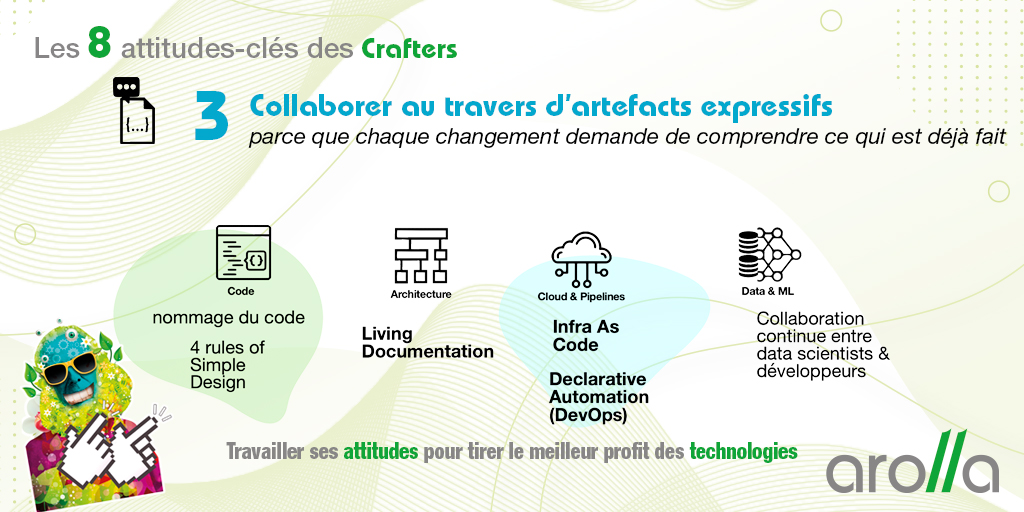 Les 8 attitudes-clés des Crafters
{...}
3 Collaborer au travers d'artefacts expressifs
parce que chaque changement demande de comprendre ce qui est déjà fait
{}
Code
Architecture
Cloud & Pipelines
Data & ML
nommage du code
4 rules of
Simple
Design
Living
Documentation
Infra As
Code
Declarative
Automation
(DevOps)
Collaboration
continue entre
data scientists &
développeurs
Travailler ses attitudes pour tirer le meilleur profit des technologies
arolla